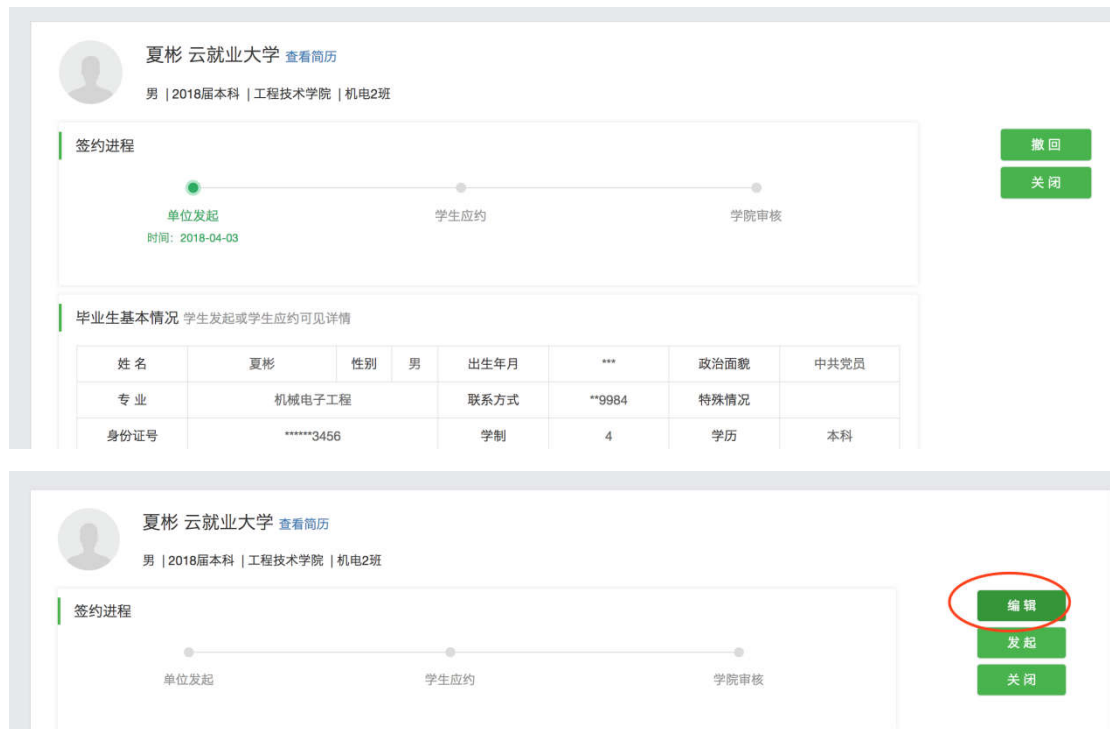 夏彬 云就业大学 查看简历
男 | 2018届本科 | 工程技术学院 | 机电2班
签约进程
撤 回
关 闭
单位发起 学生应约 学院审核
时间：2018-04-03
毕业生基本情况 学生发起或学生应约可见详情
姓 名 夏彬 性别 男 出生年月 *** 政治面貌 中共党员
专 业 机械电子工程 联系方式 **9984 特殊情况
身份证号 ******3456 学制 4 学历 本科
夏彬 云就业大学 查看简历
男 | 2018届本科 | 工程技术学院 | 机电2班
签约进程
编 辑
发 起
关 闭
单位发起 学生应约 学院审核